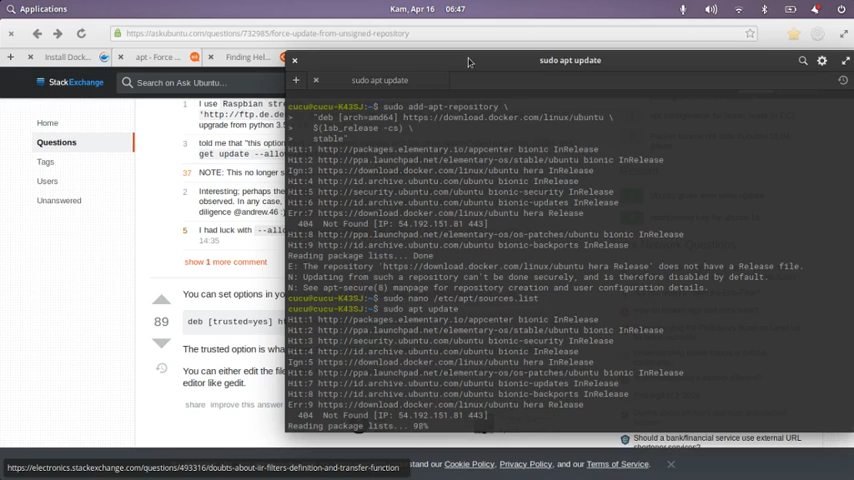 Applications
Kam, Apr 16 06:47
https://askubuntu.com/questions/732985/force-update-from-unsigned-repository
Install Dock...
apt - Force
Finding Hel...
StackExchange
Search on Ask Ubuntu...
Home
Questions
Tags
Users
Unanswered
1 I use Raspbian stre
'http://ftp.de.de
upgrade from python 3.5
3 told me that "this option
get update --allo
37 NOTE: This no longer s
2 Interesting; perhaps the
observed. In any case,
diligence @andrew.46 ;)
5 I had luck with --allo
14:35
show 1 more comment
You can set options in you
89
deb [trusted=yes] h
The trusted option is wha
You can either edit the file
editor like gedit.
share improve this answer
sudo apt update
sudo apt update
cucu@cucu-K43SJ:~$ sudo add-apt-repository \
> "deb [arch=amd64] https://download.docker.com/linux/ubuntu \
> $(lsb_release -cs) \
> stable"
Hit:1 http://packages.elementary.io/appcenter bionic InRelease
Hit:2 http://ppa.launchpad.net/elementary-os/stable/ubuntu bionic InRelease
Ign:3 https://download.docker.com/linux/ubuntu hera InRelease
Hit:4 http://id.archive.ubuntu.com/ubuntu bionic InRelease
Hit:5 http://security.ubuntu.com/ubuntu bionic-security InRelease
Hit:6 http://id.archive.ubuntu.com/ubuntu bionic-updates InRelease
Err:7 https://download.docker.com/linux/ubuntu hera Release
404 Not Found [IP: 54.192.151.81 443]
Hit:8 http://ppa.launchpad.net/elementary-os/os-patches/ubuntu bionic InRelease
Hit:9 http://id.archive.ubuntu.com/ubuntu bionic-backports InRelease
Reading package lists... Done
E: The repository 'https://download.docker.com/linux/ubuntu hera Release' does not have a Release file.
N: Updating from such a repository can't be done securely, and is therefore disabled by default.
N: See apt-secure(8) manpage for repository creation and user configuration details.
cucu@cucu-K43SJ:~$ sudo nano /etc/apt/sources.list
cucu@cucu-K43SJ:~$ sudo apt update
Hit:1 http://packages.elementary.io/appcenter bionic InRelease
Hit:2 http://ppa.launchpad.net/elementary-os/stable/ubuntu bionic InRelease
Hit:3 http://security.ubuntu.com/ubuntu bionic-security InRelease
Hit:4 http://id.archive.ubuntu.com/ubuntu bionic InRelease
Ign:5 https://download.docker.com/linux/ubuntu hera InRelease
Hit:6 http://ppa.launchpad.net/elementary-os/os-patches/ubuntu bionic InRelease
Hit:7 http://id.archive.ubuntu.com/ubuntu bionic-updates InRelease
Hit:8 http://id.archive.ubuntu.com/ubuntu bionic-backports InRelease
Err:9 https://download.docker.com/linux/ubuntu hera Release
404 Not Found [IP: 54.192.151.81 443]
Reading package lists... 98%
Should a bank/financial service use external URL
shorteners services?
https://electronics.stackexchange.com/questions/493316/doubts-about-iir-filters-definition-and-transfer-function
stand our Cookie Policy, Privacy Policy, and our Terms of Service.